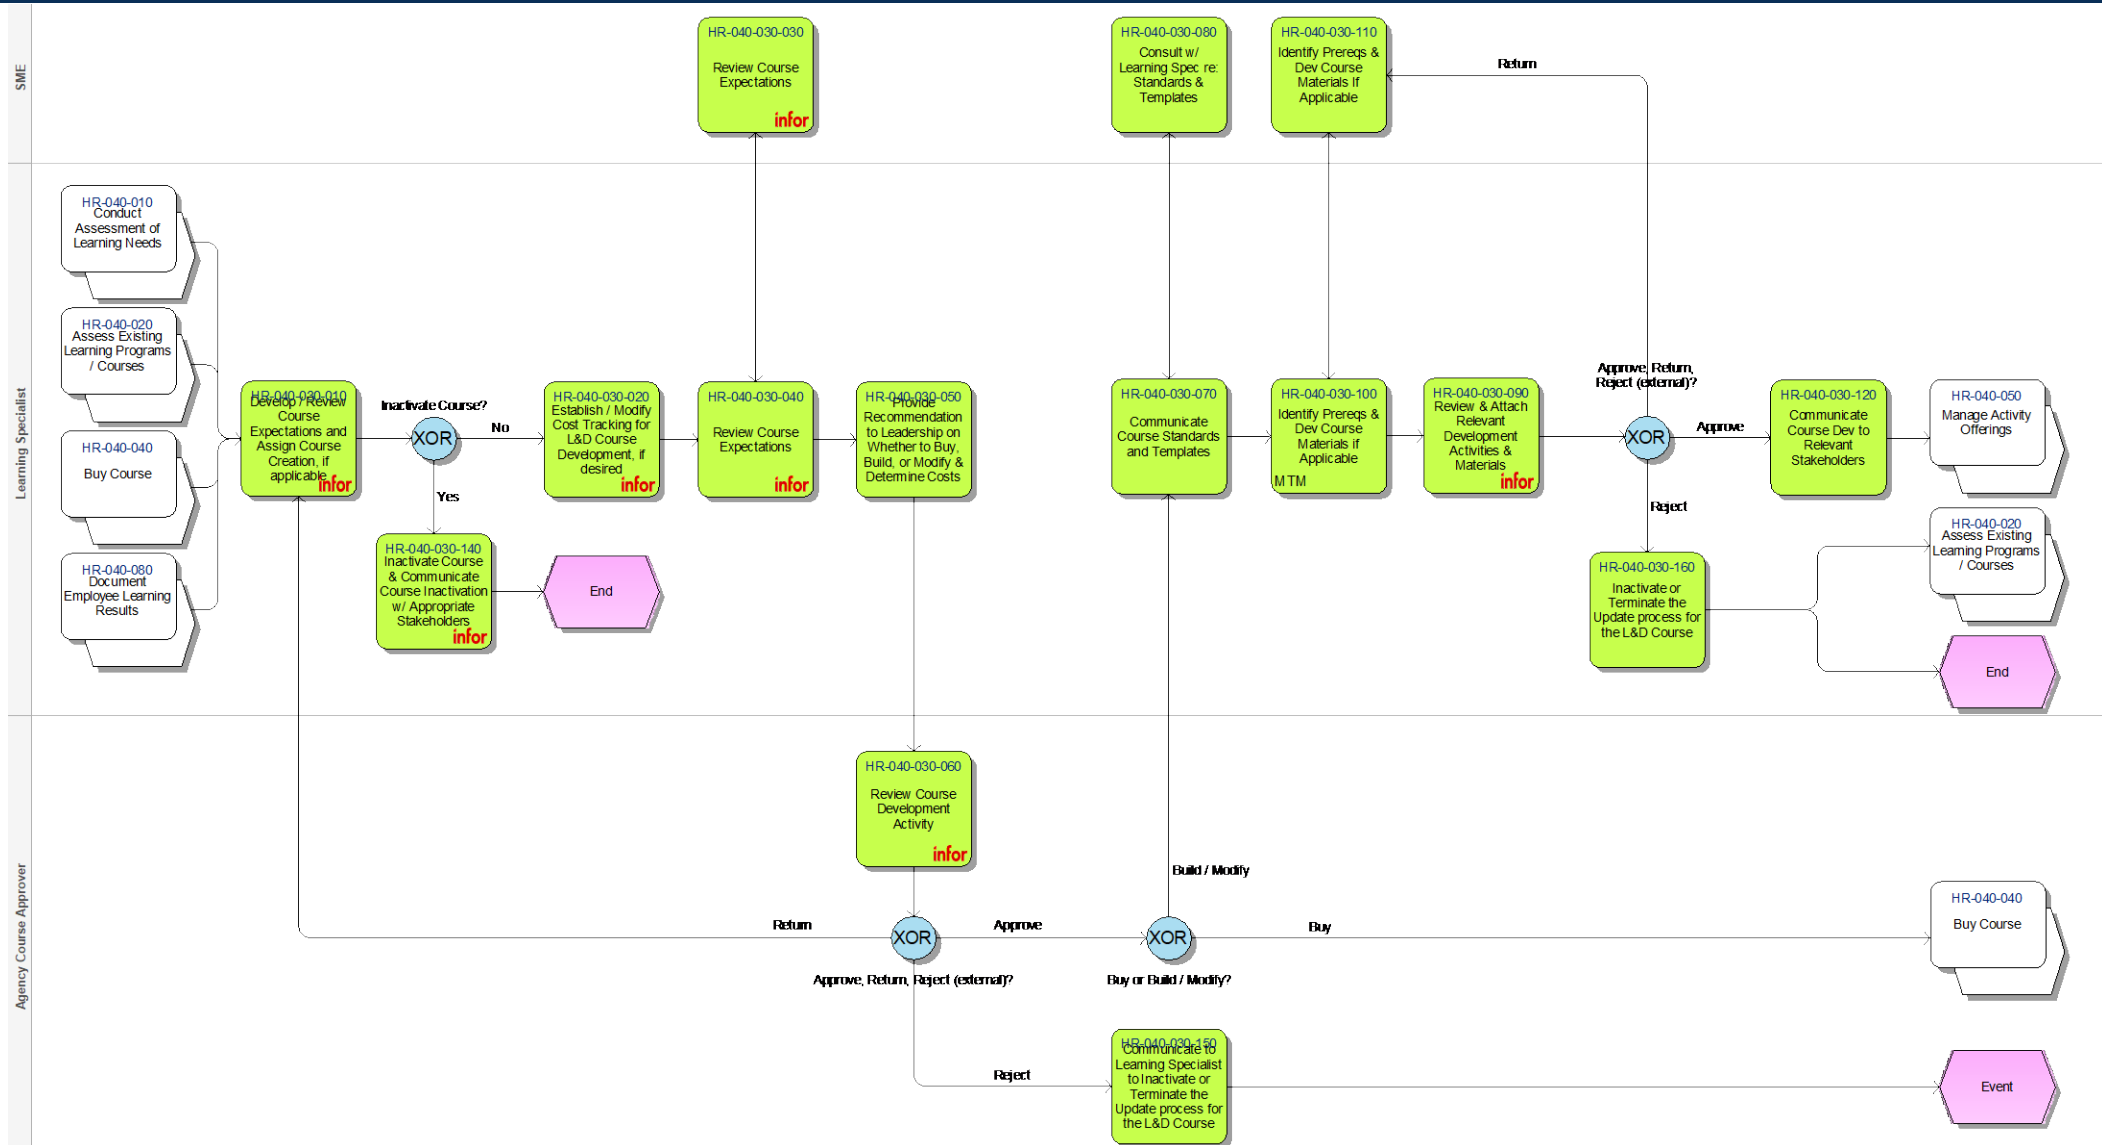 SME
HR-040-030-030
Review Course
Expectations
infor
HR-040-030-080
Consult w/
Learning Spec re:
Standards &
Templates
HR-040-030-110
Identify Prereqs &
Dev Course
Materials If
Applicable
Return
Learning Specialist
HR-040-010
Conduct
Assessment of
Learning Needs
HR-040-020
Assess Existing
Learning Programs
/ Courses
HR-040-040
Buy Course
HR-040-080
Document
Employee Learning
Results
HR-040-030-010
Develop / Review
Course
Expectations and
Assign Course
Creation, if
applicable
infor
Inactivate Course?
XOR
No
Yes
HR-040-030-140
Inactivate Course
& Communicate
Course Inactivation
w/ Appropriate
Stakeholders
infor
End
HR-040-030-020
Establish / Modify
Cost Tracking for
L&D Course
Development, if
desired
infor
HR-040-030-040
Review Course
Expectations
infor
HR-040-030-050
Provide
Recommendation
to Leadership on
Whether to Buy,
Build, or Modify &
Determine Costs
HR-040-030-070
Communicate
Course Standards
and Templates
HR-040-030-100
Identify Prereqs &
Dev Course
Materials if
Applicable
MTM
HR-040-030-090
Review & Attach
Relevant
Development
Activities &
Materials
infor
Approve, Return,
Reject (external)?
XOR
Approve
Reject
HR-040-030-120
Communicate
Course Dev to
Relevant
Stakeholders
HR-040-050
Manage Activity
Offerings
HR-040-030-160
Inactivate or
Terminate the
Update process for
the L&D Course
HR-040-020
Assess Existing
Learning Programs
/ Courses
End
Agency Course Approver
HR-040-030-060
Review Course
Development
Activity
infor
Return
XOR
Approve
Approve, Return, Reject (external)?
Reject
Build / Modify
XOR
Buy
Buy or Build / Modify?
HR-040-040
Buy Course
HR-040-030-150
Communicate to
Learning Specialist
to Inactivate or
Terminate the
Update process for
the L&D Course
Event